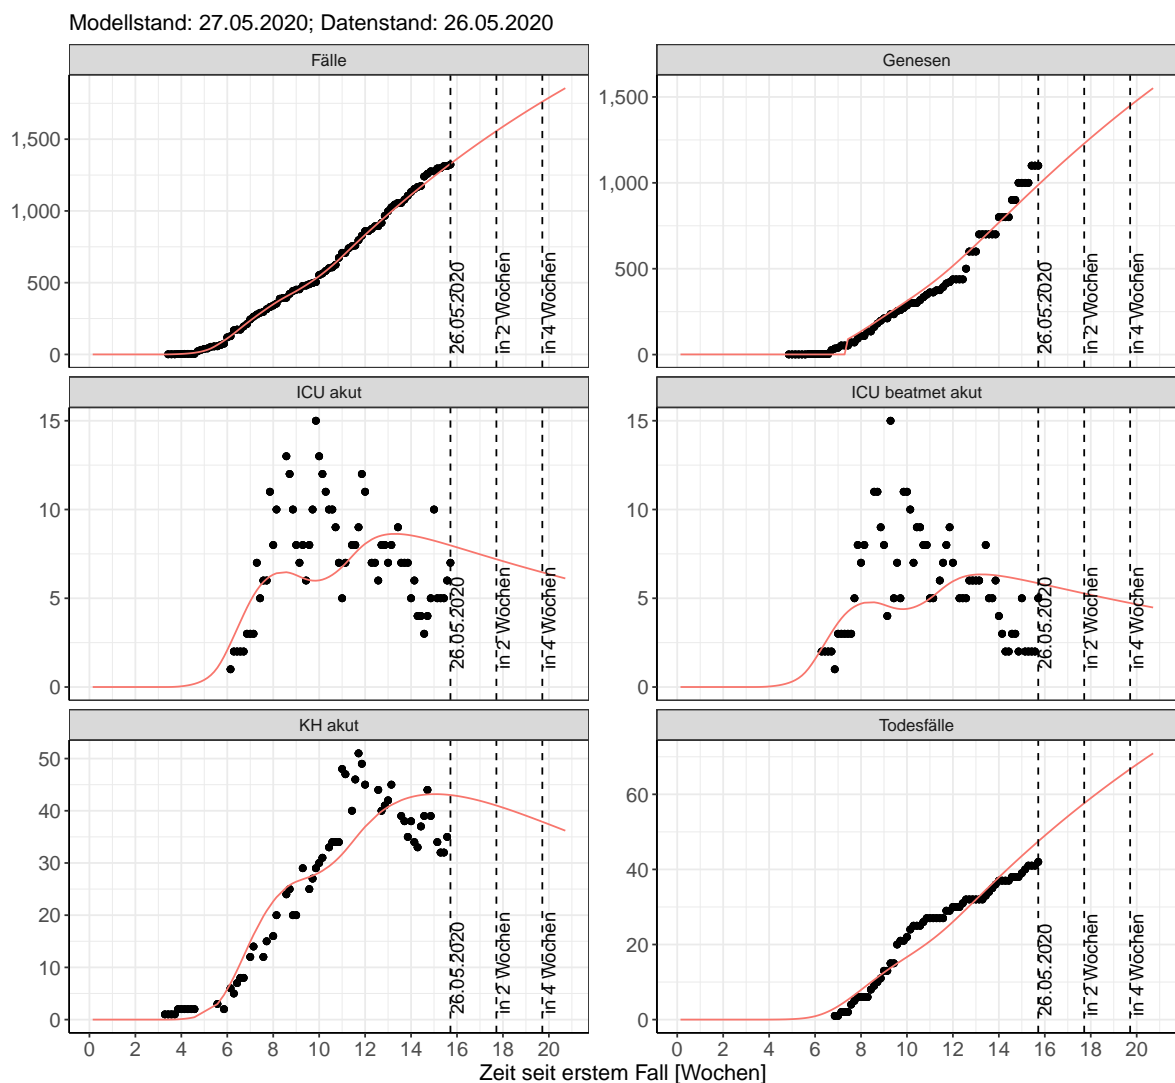 Modellstand: 27.05.2020; Datenstand: 26.05.2020
Fälle
Genesen
1,500
1,000
500
0
26.05.2020
in 2 Wochen
in 4 Wochen
1,500
1,000
500
0
26.05.2020
in 2 Wochen
in 4 Wochen
ICU akut
ICU beatmet akut
15
10
5
0
26.05.2020
in 2 Wochen
in 4 Wochen
15
10
5
0
26.05.2020
in 2 Wochen
in 4 Wochen
KH akut
Todesfälle
50
40
30
20
10
0
26.05.2020
in 2 Wochen
in 4 Wochen
60
40
20
0
26.05.2020
in 2 Wochen
in 4 Wochen
0 2 4 6 8 10 12 14 16 18 20
0 2 4 6 8 10 12 14 16 18 20
Zeit seit erstem Fall [Wochen]